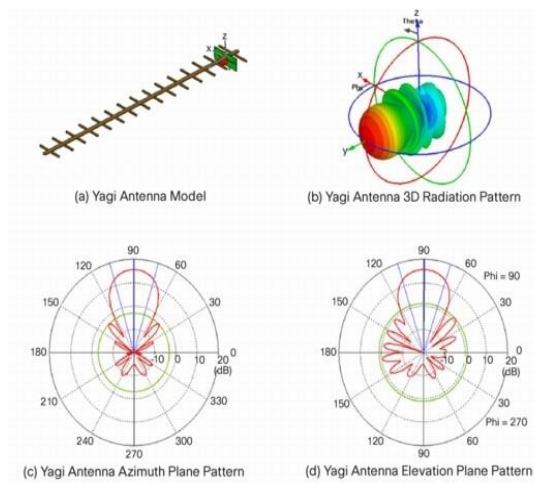 Z
X
(a) Yagi Antenna Model
Z
Theta
X
Phi
y
(b) Yagi Antenna 3D Radiation Pattern
90
120
60
150
30
180
-10
0
10
20
0
(dB)
210
330
240
300
270
(c) Yagi Antenna Azimuth Plane Pattern
90
120
60
Phi = 90
150
30
180
-10
0
10
20
0
(dB)
150
30
Phi = 270
120
60
90
(d) Yagi Antenna Elevation Plane Pattern